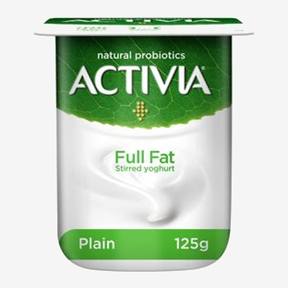 natural probiotics
ACTIVIA
Full Fat
Stirred yoghurt
Plain 125g